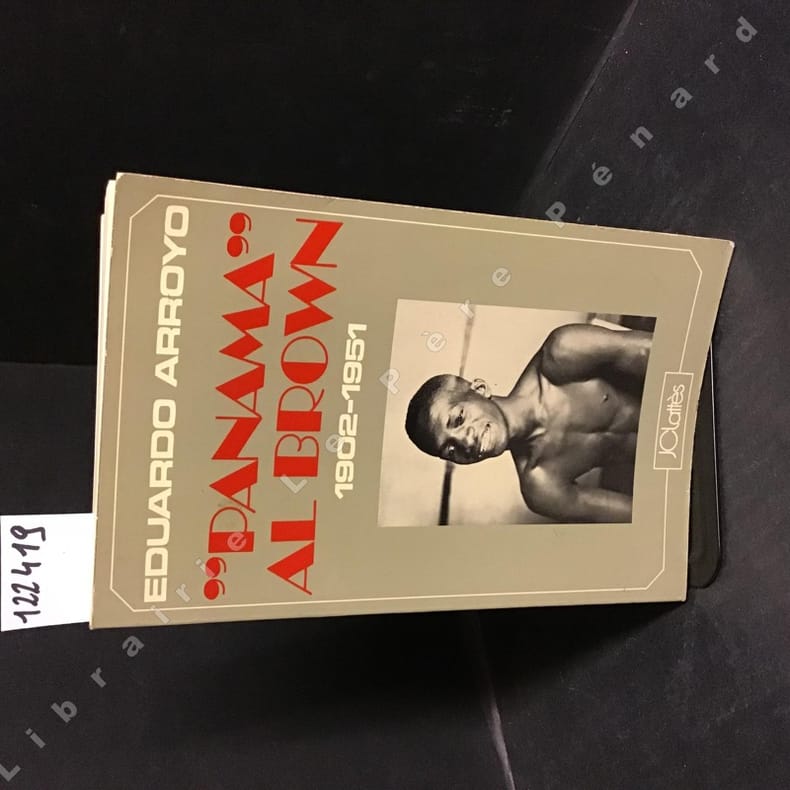 EDUARDO ARROYO
"PANAMA"
AL BROWN
1902-1951
JCLattès
122419
Librairie Le Père Pénard